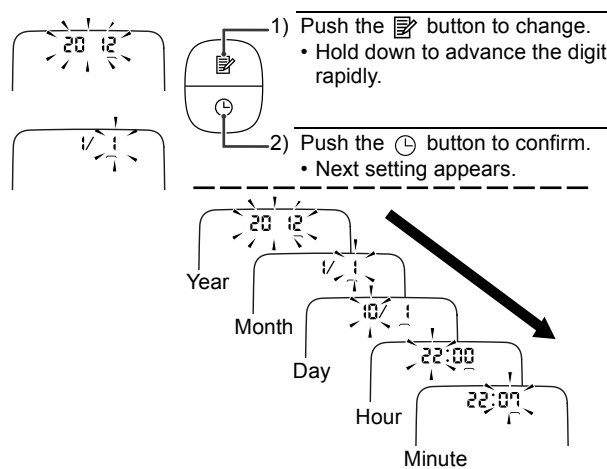 20 12
1/ 1
1) Push the button to change.
• Hold down to advance the digit
rapidly.
2) Push the button to confirm.
• Next setting appears.
20 12
Year
1/ 1
Month
10/ 1
Day
22:00
Hour
22:07
Minute